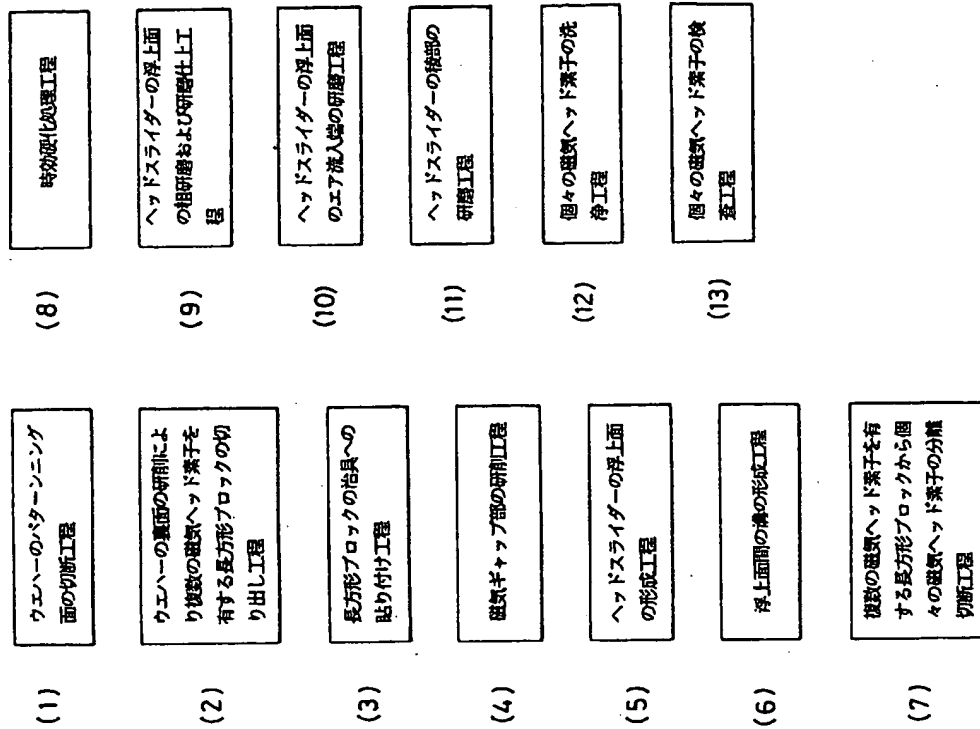 (1)
ウエハーのパターンニング
面の切断工程
(2)
ウエハーの裏面の研削によ
り複数の磁気ヘッド素子を
有する長方形ブロックの切
り出し工程
(3)
長方形ブロックの治具への
貼り付け工程
(4)
磁気ギャップ部の研削工程
(5)
ヘッドスライダーの浮上面
の形成工程
(6)
浮上面間の溝の形成工程
(7)
複数の磁気ヘッド素子を有
する長方形ブロックから個
々の磁気ヘッド素子の分離
切断工程
(8)
時効硬化処理工程
(9)
ヘッドスライダーの浮上面
の粗研磨および研磨仕上工
程
(10)
ヘッドスライダーの浮上面
のエア流入端の研磨工程
(11)
ヘッドスライダーの稜部の
研磨工程
(12)
個々の磁気ヘッド素子の洗
浄工程
(13)
個々の磁気ヘッド素子の検
査工程